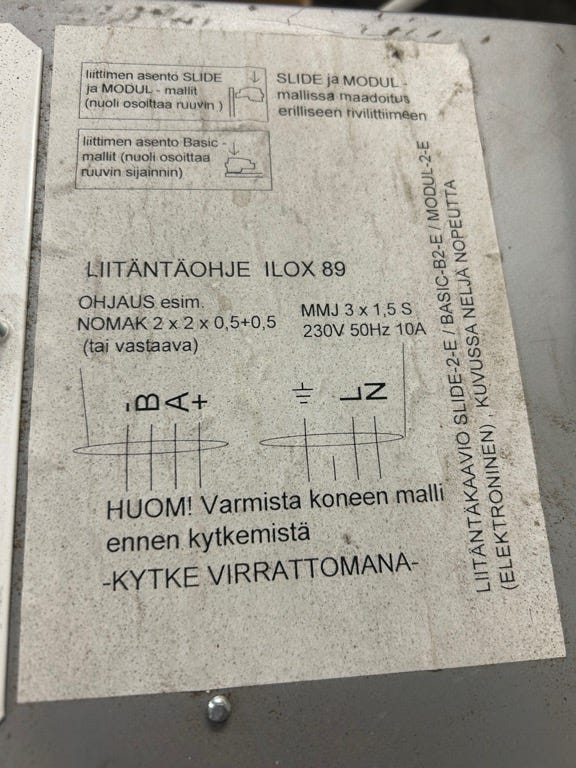 liittimen asento SLIDE
ja MODUL - mallit
(nuoli osoittaa ruuvin )
SLIDE ja MODUL -
mallissa maadoitus
erilliseen riviliittimeen
liittimen asento Basic -
mallit (nuoli osoittaa
ruuvin sijainnin)
LIITÄNTÄOHJE ILOX 89
OHJAUS esim.
NOMAK 2 x 2 x 0,5+0,5
(tai vastaava)
MMJ 3 x 1,5 S
230V 50Hz 10A
- B A +
L N
HUOM! Varmista koneen malli
ennen kytkemistä
-KYTKE VIRRATTOMANA-
LIITÄNTÄKAAVIO SLIDE-2-E / BASIC-B2-E / MODUL-2-E
(ELEKTRONINEN) , KUVUSSA NELJÄ NOPEUTTA